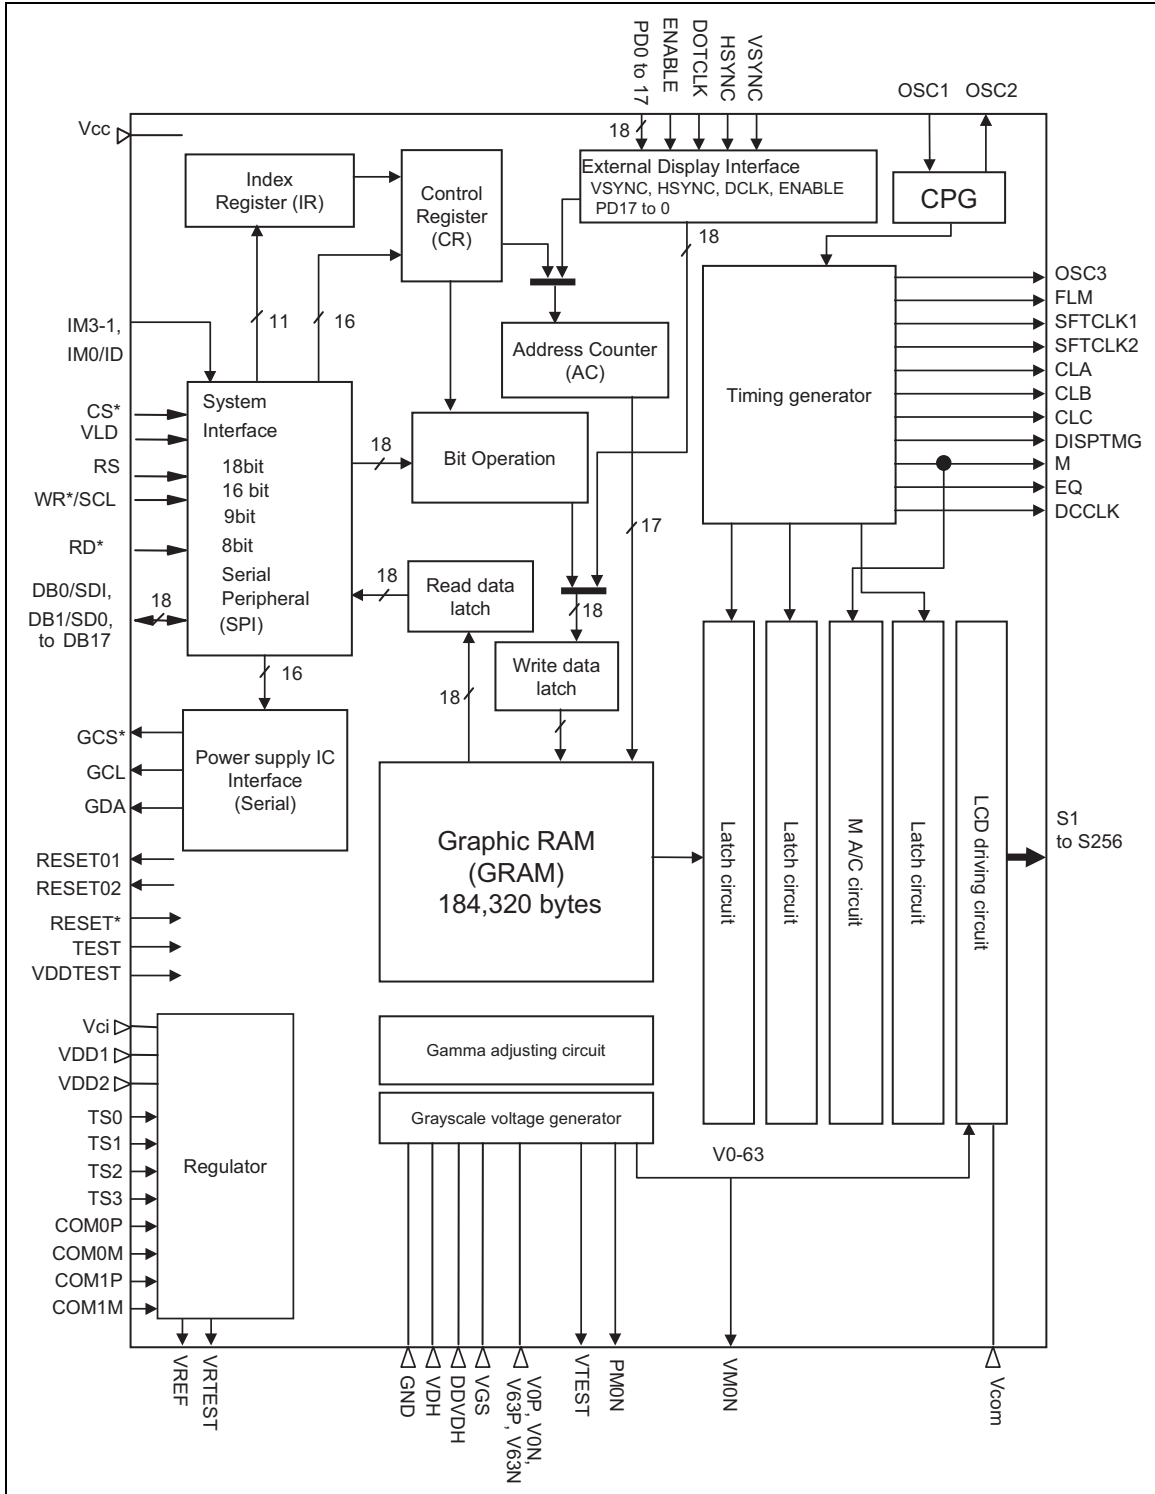 PD0 to 17
ENABLE
DOTCLK
HSYNC
VSYNC
OSC1
OSC2
Vcc
18
External Display Interface
VSYNC, HSYNC, DCLK, ENABLE
PD17 to 0
Index
Register (IR)
Control
Register
(CR)
CPG
18
11
16
IM3-1,
IM0/ID
Address Counter
(AC)
Timing generator
OSC3
FLM
SFTCLK1
SFTCLK2
CLA
CLB
CLC
DISPTMG
M
EQ
DCCLK
CS*
VLD
RS
WR*/SCL
RD*
DB0/SDI,
DB1/SD0,
to DB17
18
System
Interface
18bit
16 bit
9bit
8bit
Serial
Peripheral
(SPI)
18
Bit Operation
17
18
Read data
latch
18
Write data
latch
18
16
GCS*
GCL
GDA
Power supply IC
Interface
(Serial)
RESET01
RESET02
RESET*
TEST
VDDTEST
Graphic RAM
(GRAM)
184,320 bytes
Latch circuit
Latch circuit
M A/C circuit
Latch circuit
LCD driving circuit
S1
to S256
Vci
VDD1
VDD2
TS0
TS1
TS2
TS3
COM0P
COM0M
COM1P
COM1M
Regulator
Gamma adjusting circuit
Grayscale voltage generator
V0-63
VREF
VRTEST
GND
VDH
DDVDH
VGS
V0P, V0N,
V63P, V63N
VTEST
PM0N
VM0N
Vcom